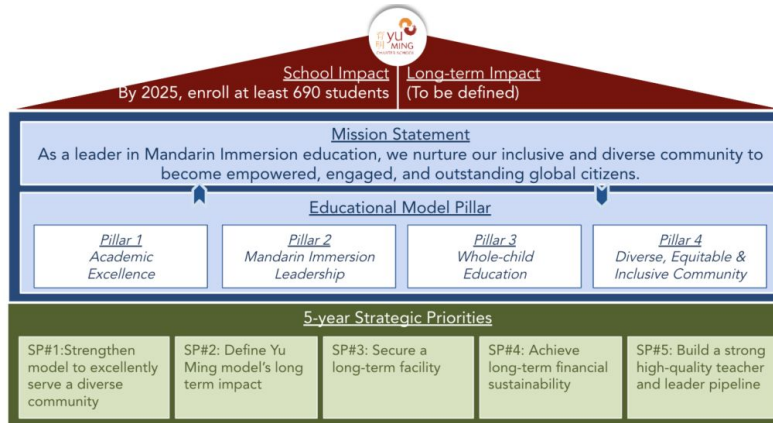 育明
yu
MING
CHARTER SCHOOL
School Impact
By 2025, enroll at least 690 students
Long-term Impact
(To be defined)
Mission Statement
As a leader in Mandarin Immersion education, we nurture our inclusive and diverse community to
become empowered, engaged, and outstanding global citizens.
Educational Model Pillar
Pillar 1
Academic
Excellence
Pillar 2
Mandarin Immersion
Leadership
Pillar 3
Whole-child
Education
Pillar 4
Diverse, Equitable &
Inclusive Community
5-year Strategic Priorities
SP#1:Strengthen
model to excellently
serve a diverse
community
SP#2: Define Yu
Ming model's long
term impact
SP#3: Secure a
long-term facility
SP#4: Achieve
long-term financial
sustainability
SP#5: Build a strong
high-quality teacher
and leader pipeline